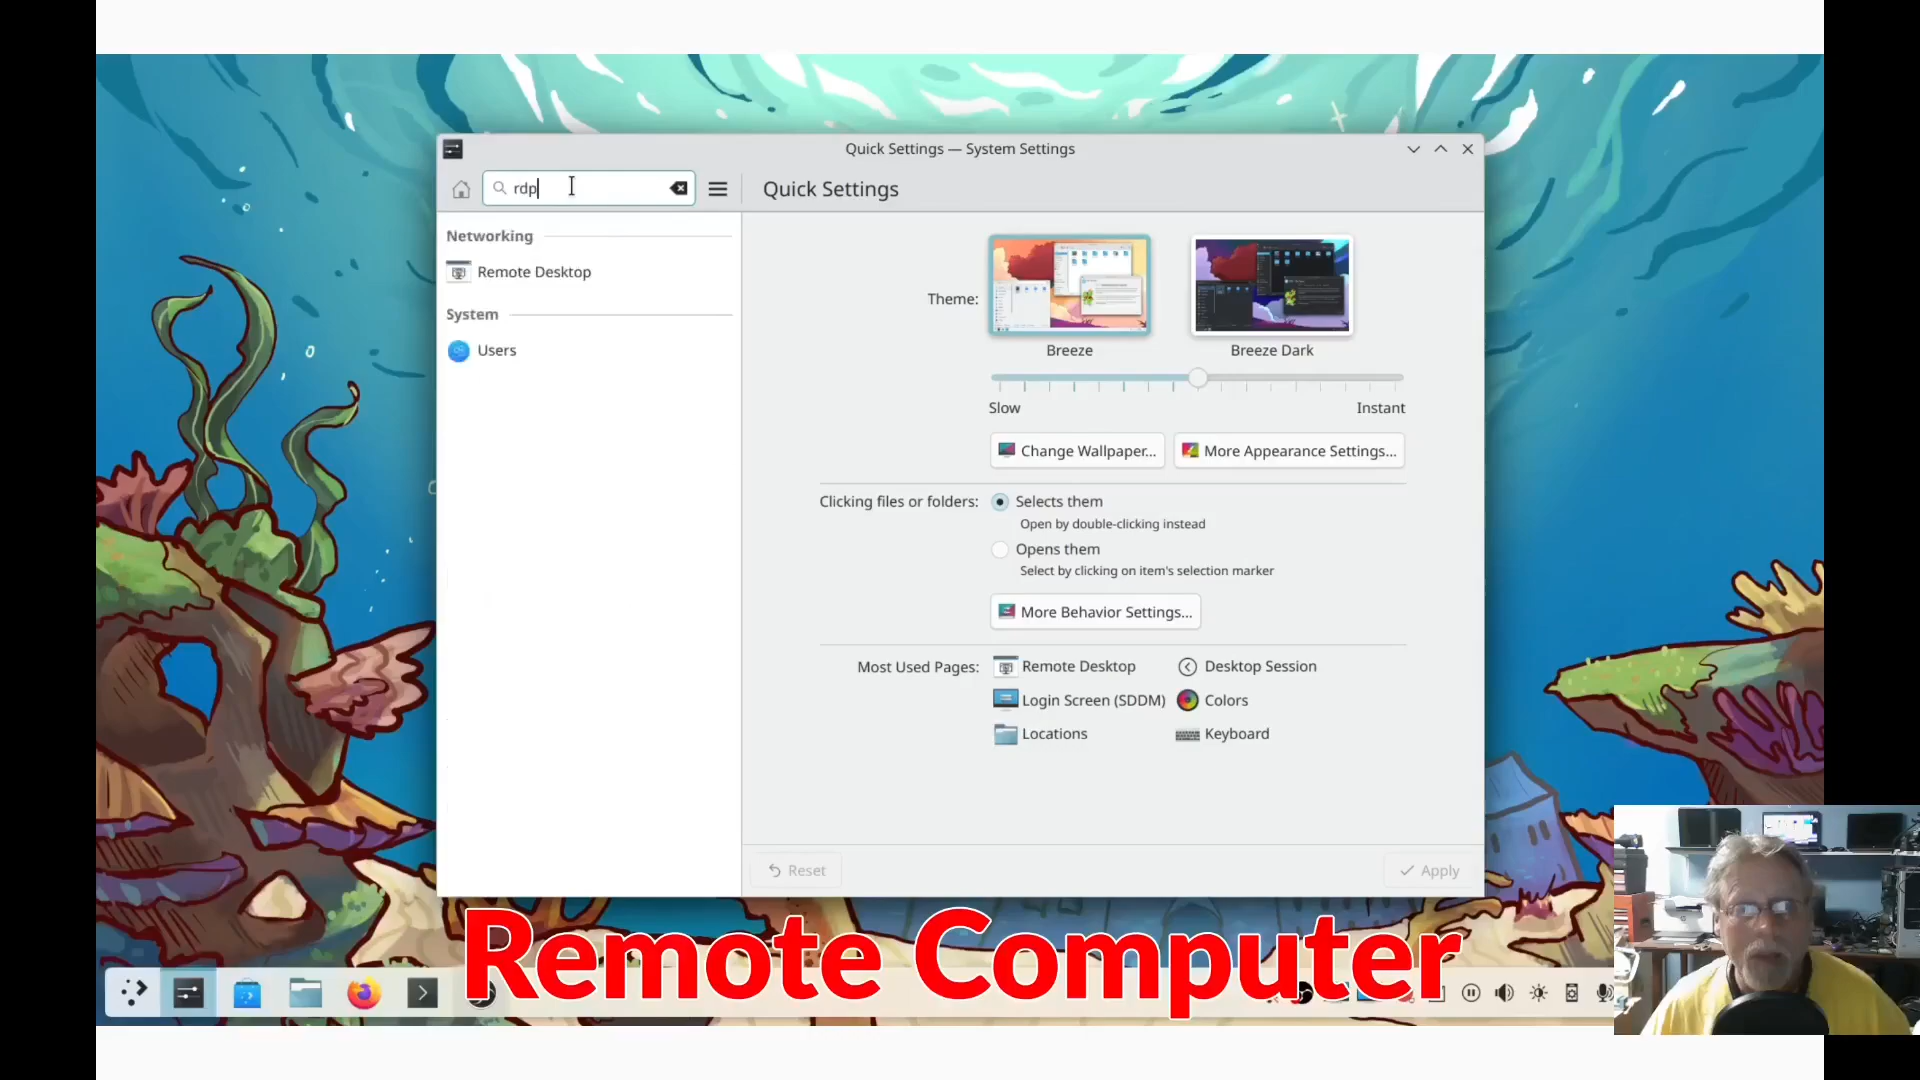 Quick Settings — System Settings
rdp
Quick Settings
Networking
Remote Desktop
System
Users
Theme:
Breeze
Breeze Dark
Slow
Instant
Change Wallpaper...
More Appearance Settings...
Clicking files or folders:
Selects them
Open by double-clicking instead
Opens them
Select by clicking on item's selection marker
More Behavior Settings...
Most Used Pages:
Remote Desktop
Desktop Session
Login Screen (SDDM)
Colors
Locations
Keyboard
Reset
Apply
Remote Computer